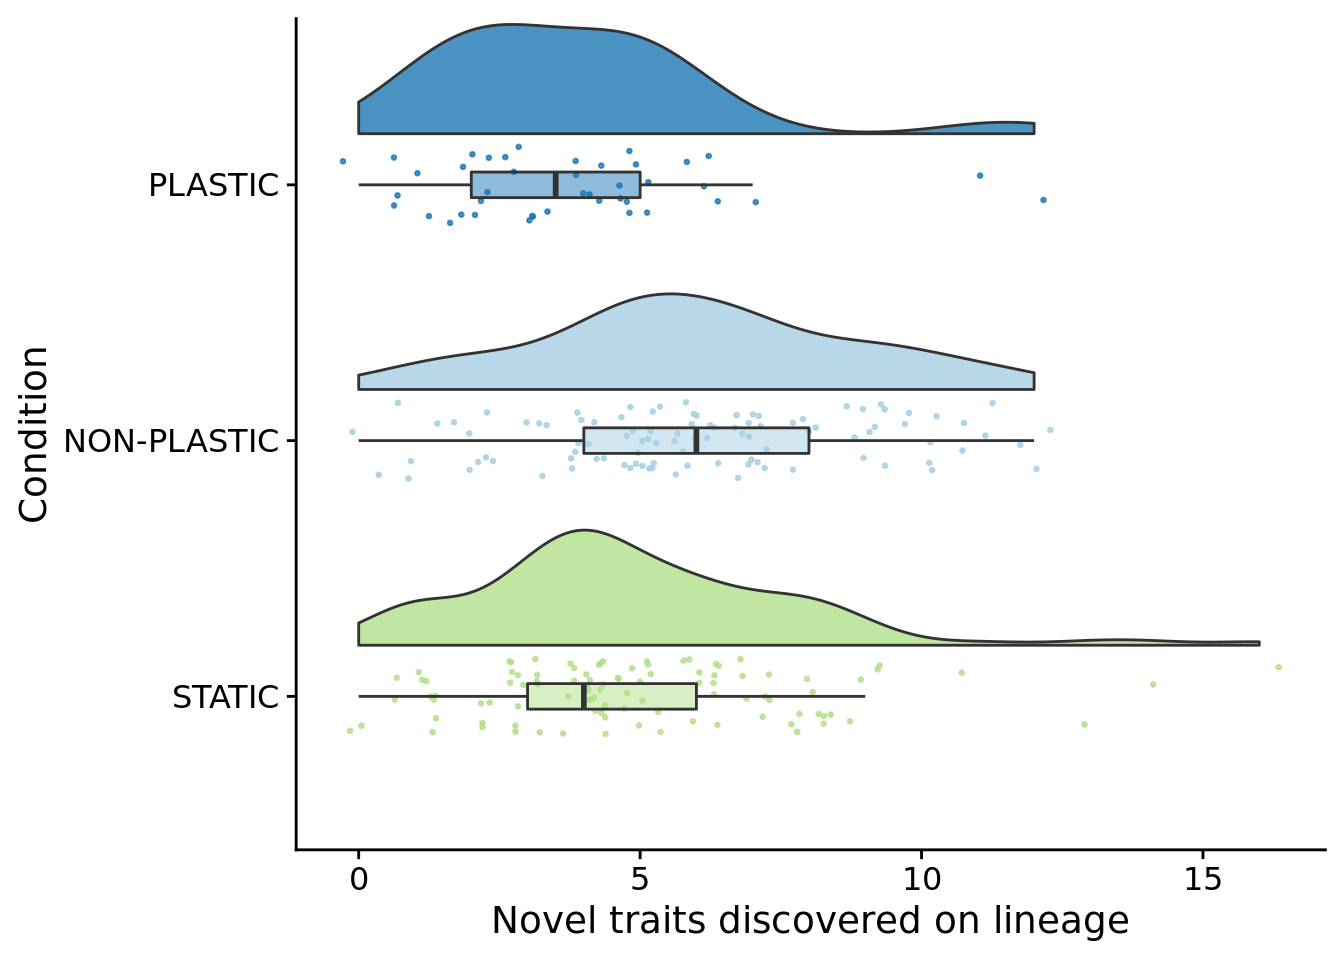 PLASTIC
NON-PLASTIC
STATIC
Condition
0 5 10 15
Novel traits discovered on lineage